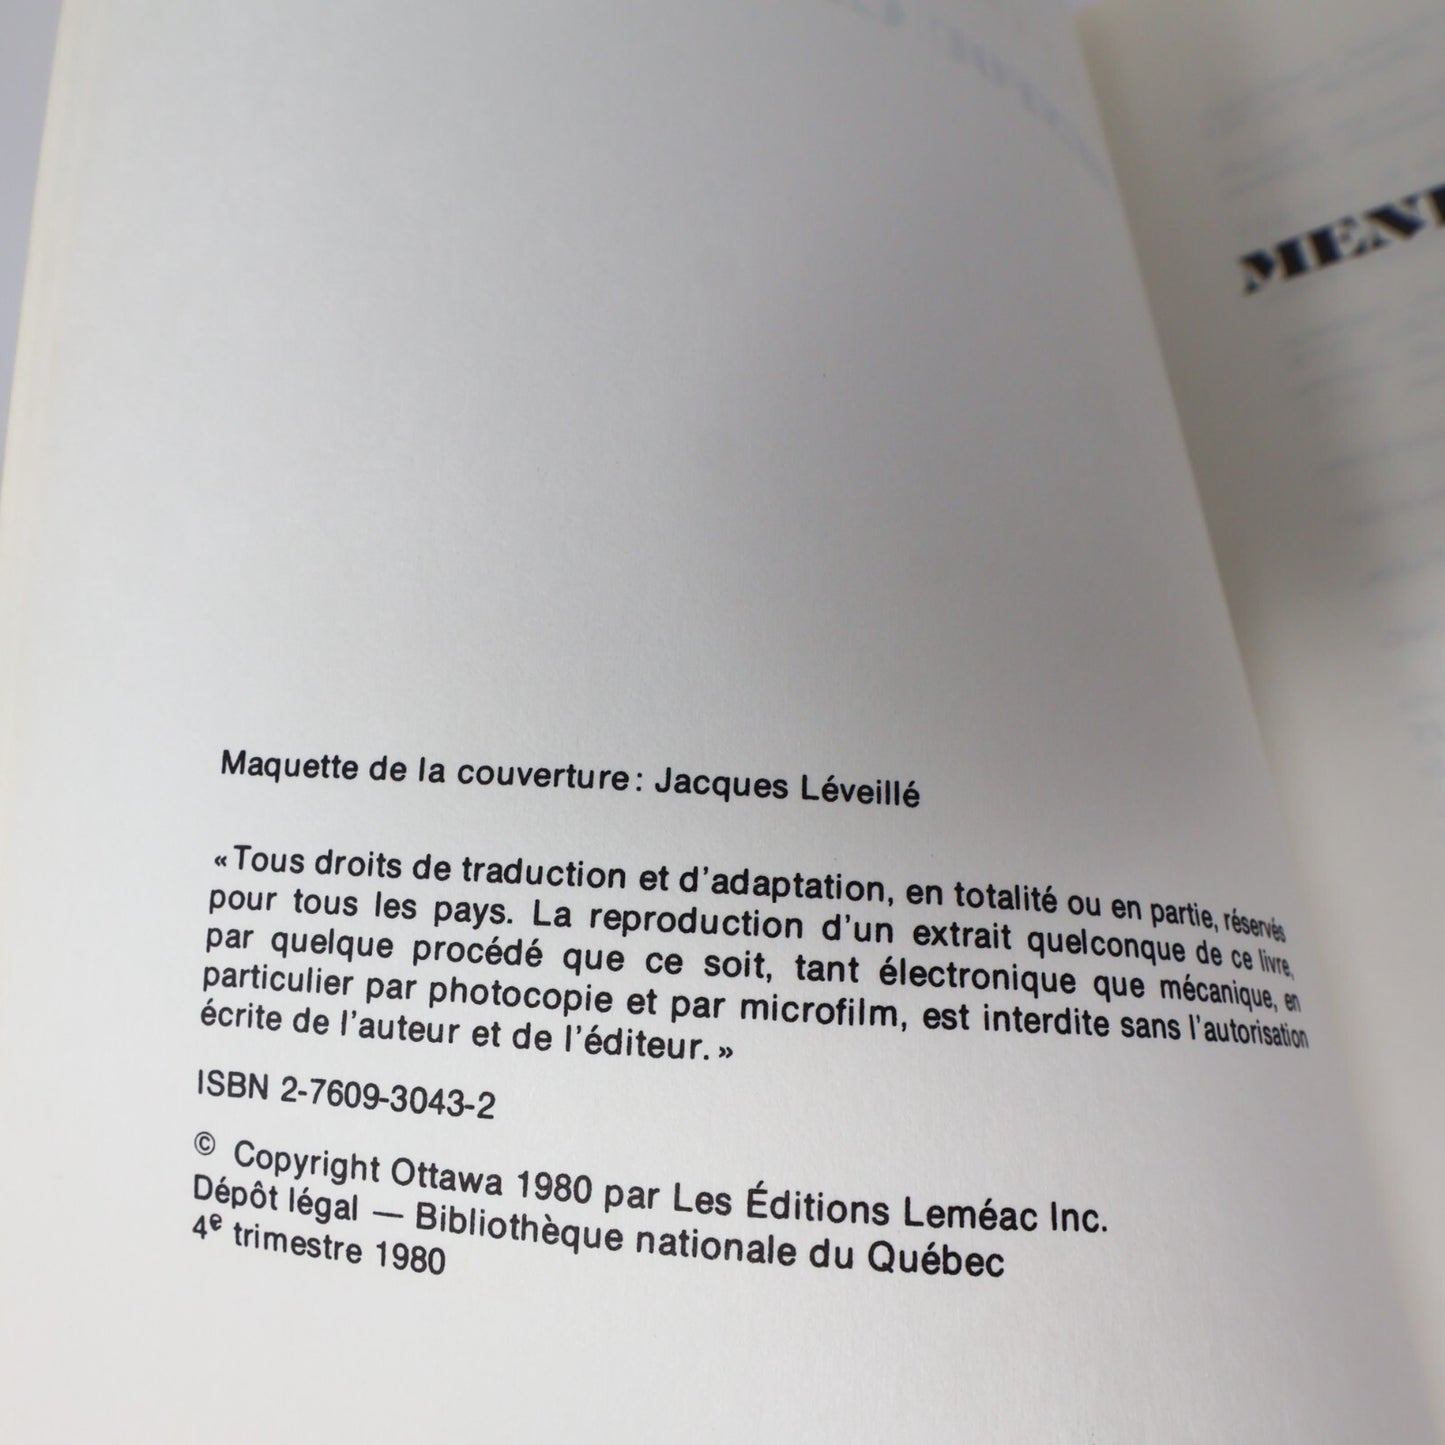 Maquette de la couverture : Jacques Léveillé
« Tous droits de traduction et d'adaptation, en totalité ou en partie, réservés
pour tous les pays. La reproduction d'un extrait quelconque de ce livre,
par quelque procédé que ce soit, tant électronique que mécanique, en
particulier par photocopie et par microfilm, est interdite sans l'autorisation
écrite de l'auteur et de l'éditeur. »
ISBN 2-7609-3043-2
© Copyright Ottawa 1980 par Les Éditions Leméac Inc.
Dépôt légal — Bibliothèque nationale du Québec
4e trimestre 1980